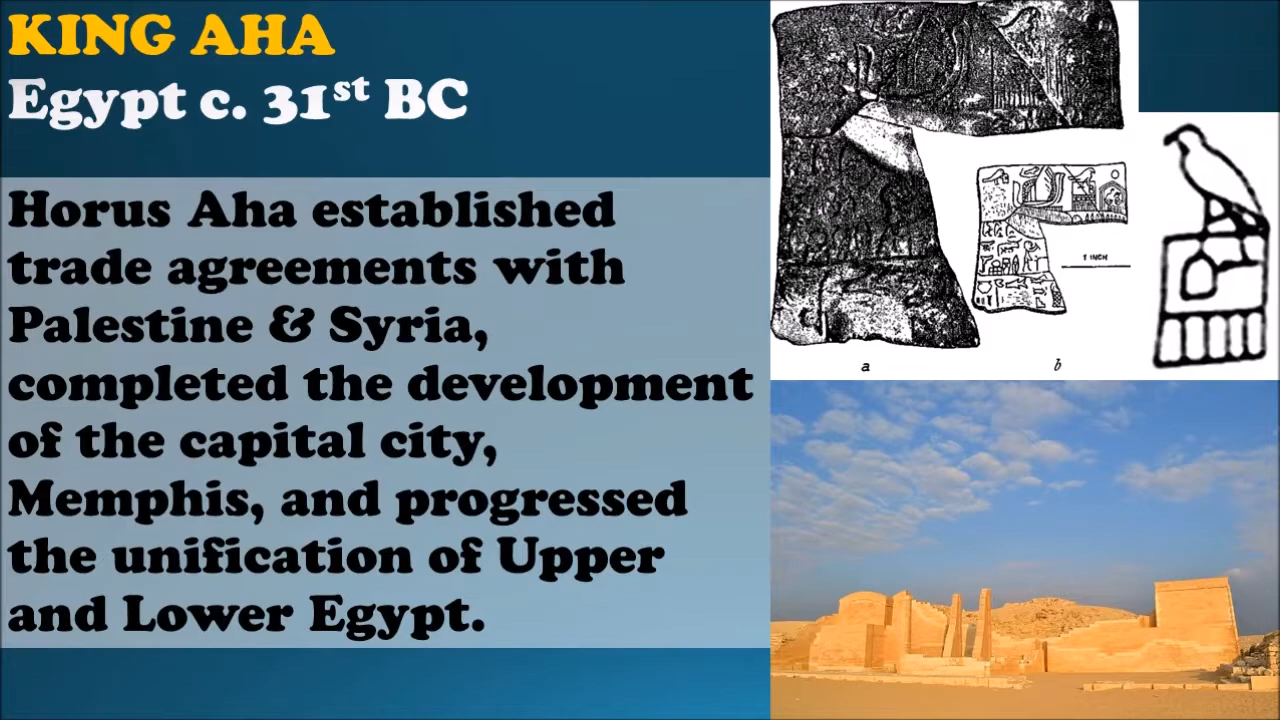 KING AHA
Egypt c. 31st BC
Horus Aha established
trade agreements with
Palestine & Syria,
completed the development
of the capital city,
Memphis, and progressed
the unification of Upper
and Lower Egypt.
1 INCH
a
b